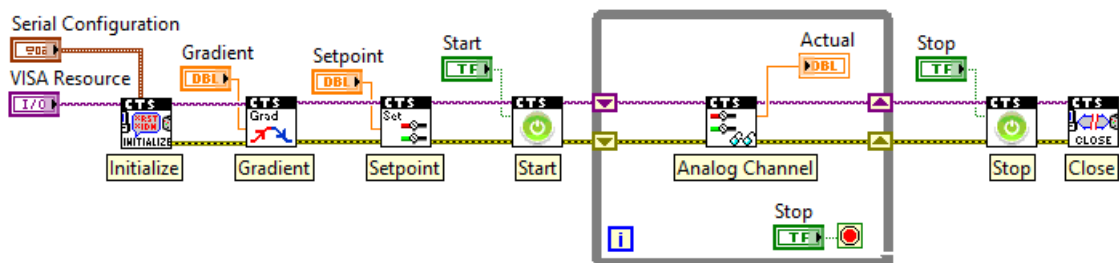 Serial Configuration
VISA Resource
I/O
CTS
INITIALIZE
Initialize
Gradient
DBL
CTS
Grad
Gradient
Setpoint
DBL
CTS
Set
Setpoint
Start
TF
CTS
Start
Actual
DBL
CTS
Analog Channel
i
Stop
TF
Stop
TF
CTS
Stop
CTS
CLOSE
Close